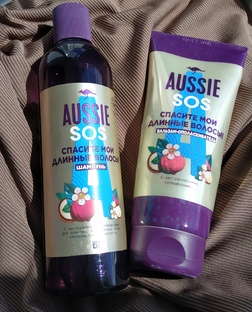 AUSSIE
SOS
СПАСИТЕ МОИ
ДЛИННЫЕ ВОЛОСЫ!
ШАМПУНЬ
AUSSIE
SOS
СПАСИТЕ МОИ
ДЛИННЫЕ ВОЛОСЫ!
БАЛЬЗАМ-ОПОЛАСКИВАТЕЛЬ